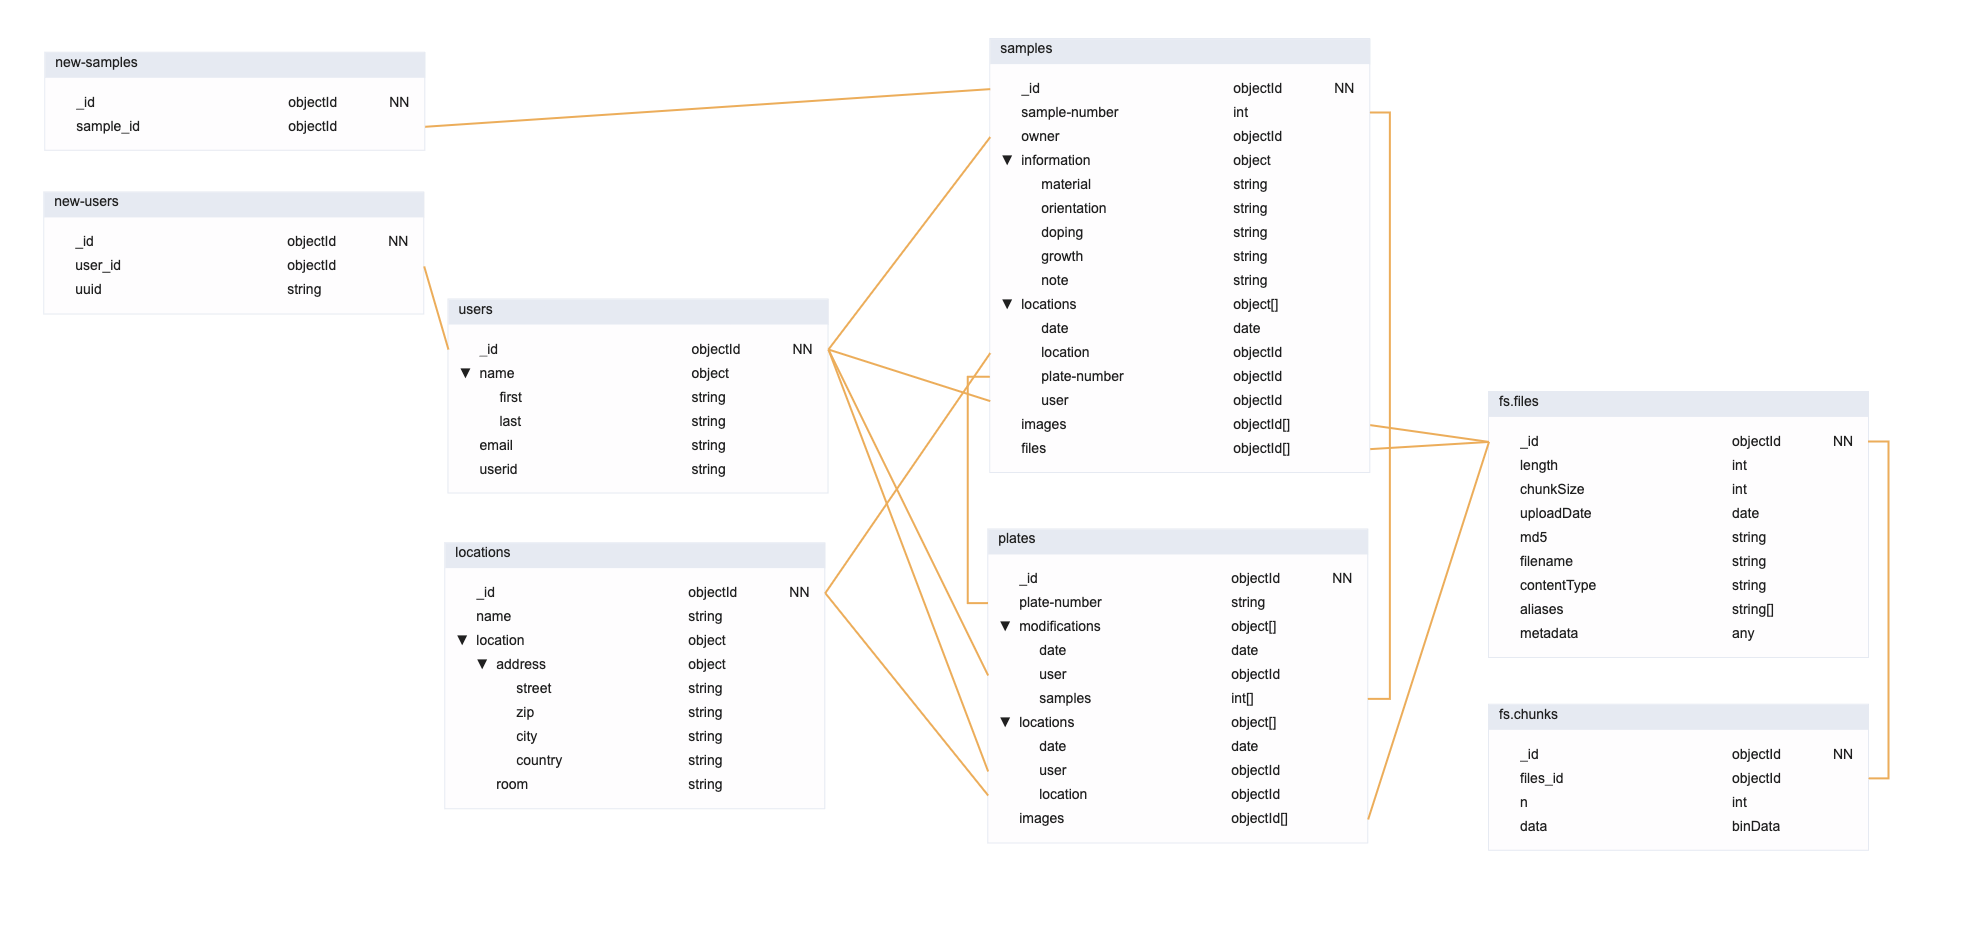 new-samples
_id objectId NN
sample_id objectId
new-users
_id objectId NN
user_id objectId
uuid string
users
_id objectId NN
▼ name object
first string
last string
email string
userid string
locations
_id objectId NN
name string
▼ location object
▼ address object
street string
zip string
city string
country string
room string
samples
_id objectId NN
sample-number int
owner objectId
▼ information object
material string
orientation string
doping string
growth string
note string
▼ locations object[]
date date
location objectId
plate-number objectId
user objectId
images objectId[]
files objectId[]
plates
_id objectId NN
plate-number string
▼ modifications object[]
date date
user objectId
samples int[]
▼ locations object[]
date date
user objectId
location objectId
images objectId[]
fs.files
_id objectId NN
length int
chunkSize int
uploadDate date
md5 string
filename string
contentType string
aliases string[]
metadata any
fs.chunks
_id objectId NN
files_id objectId
n int
data binData